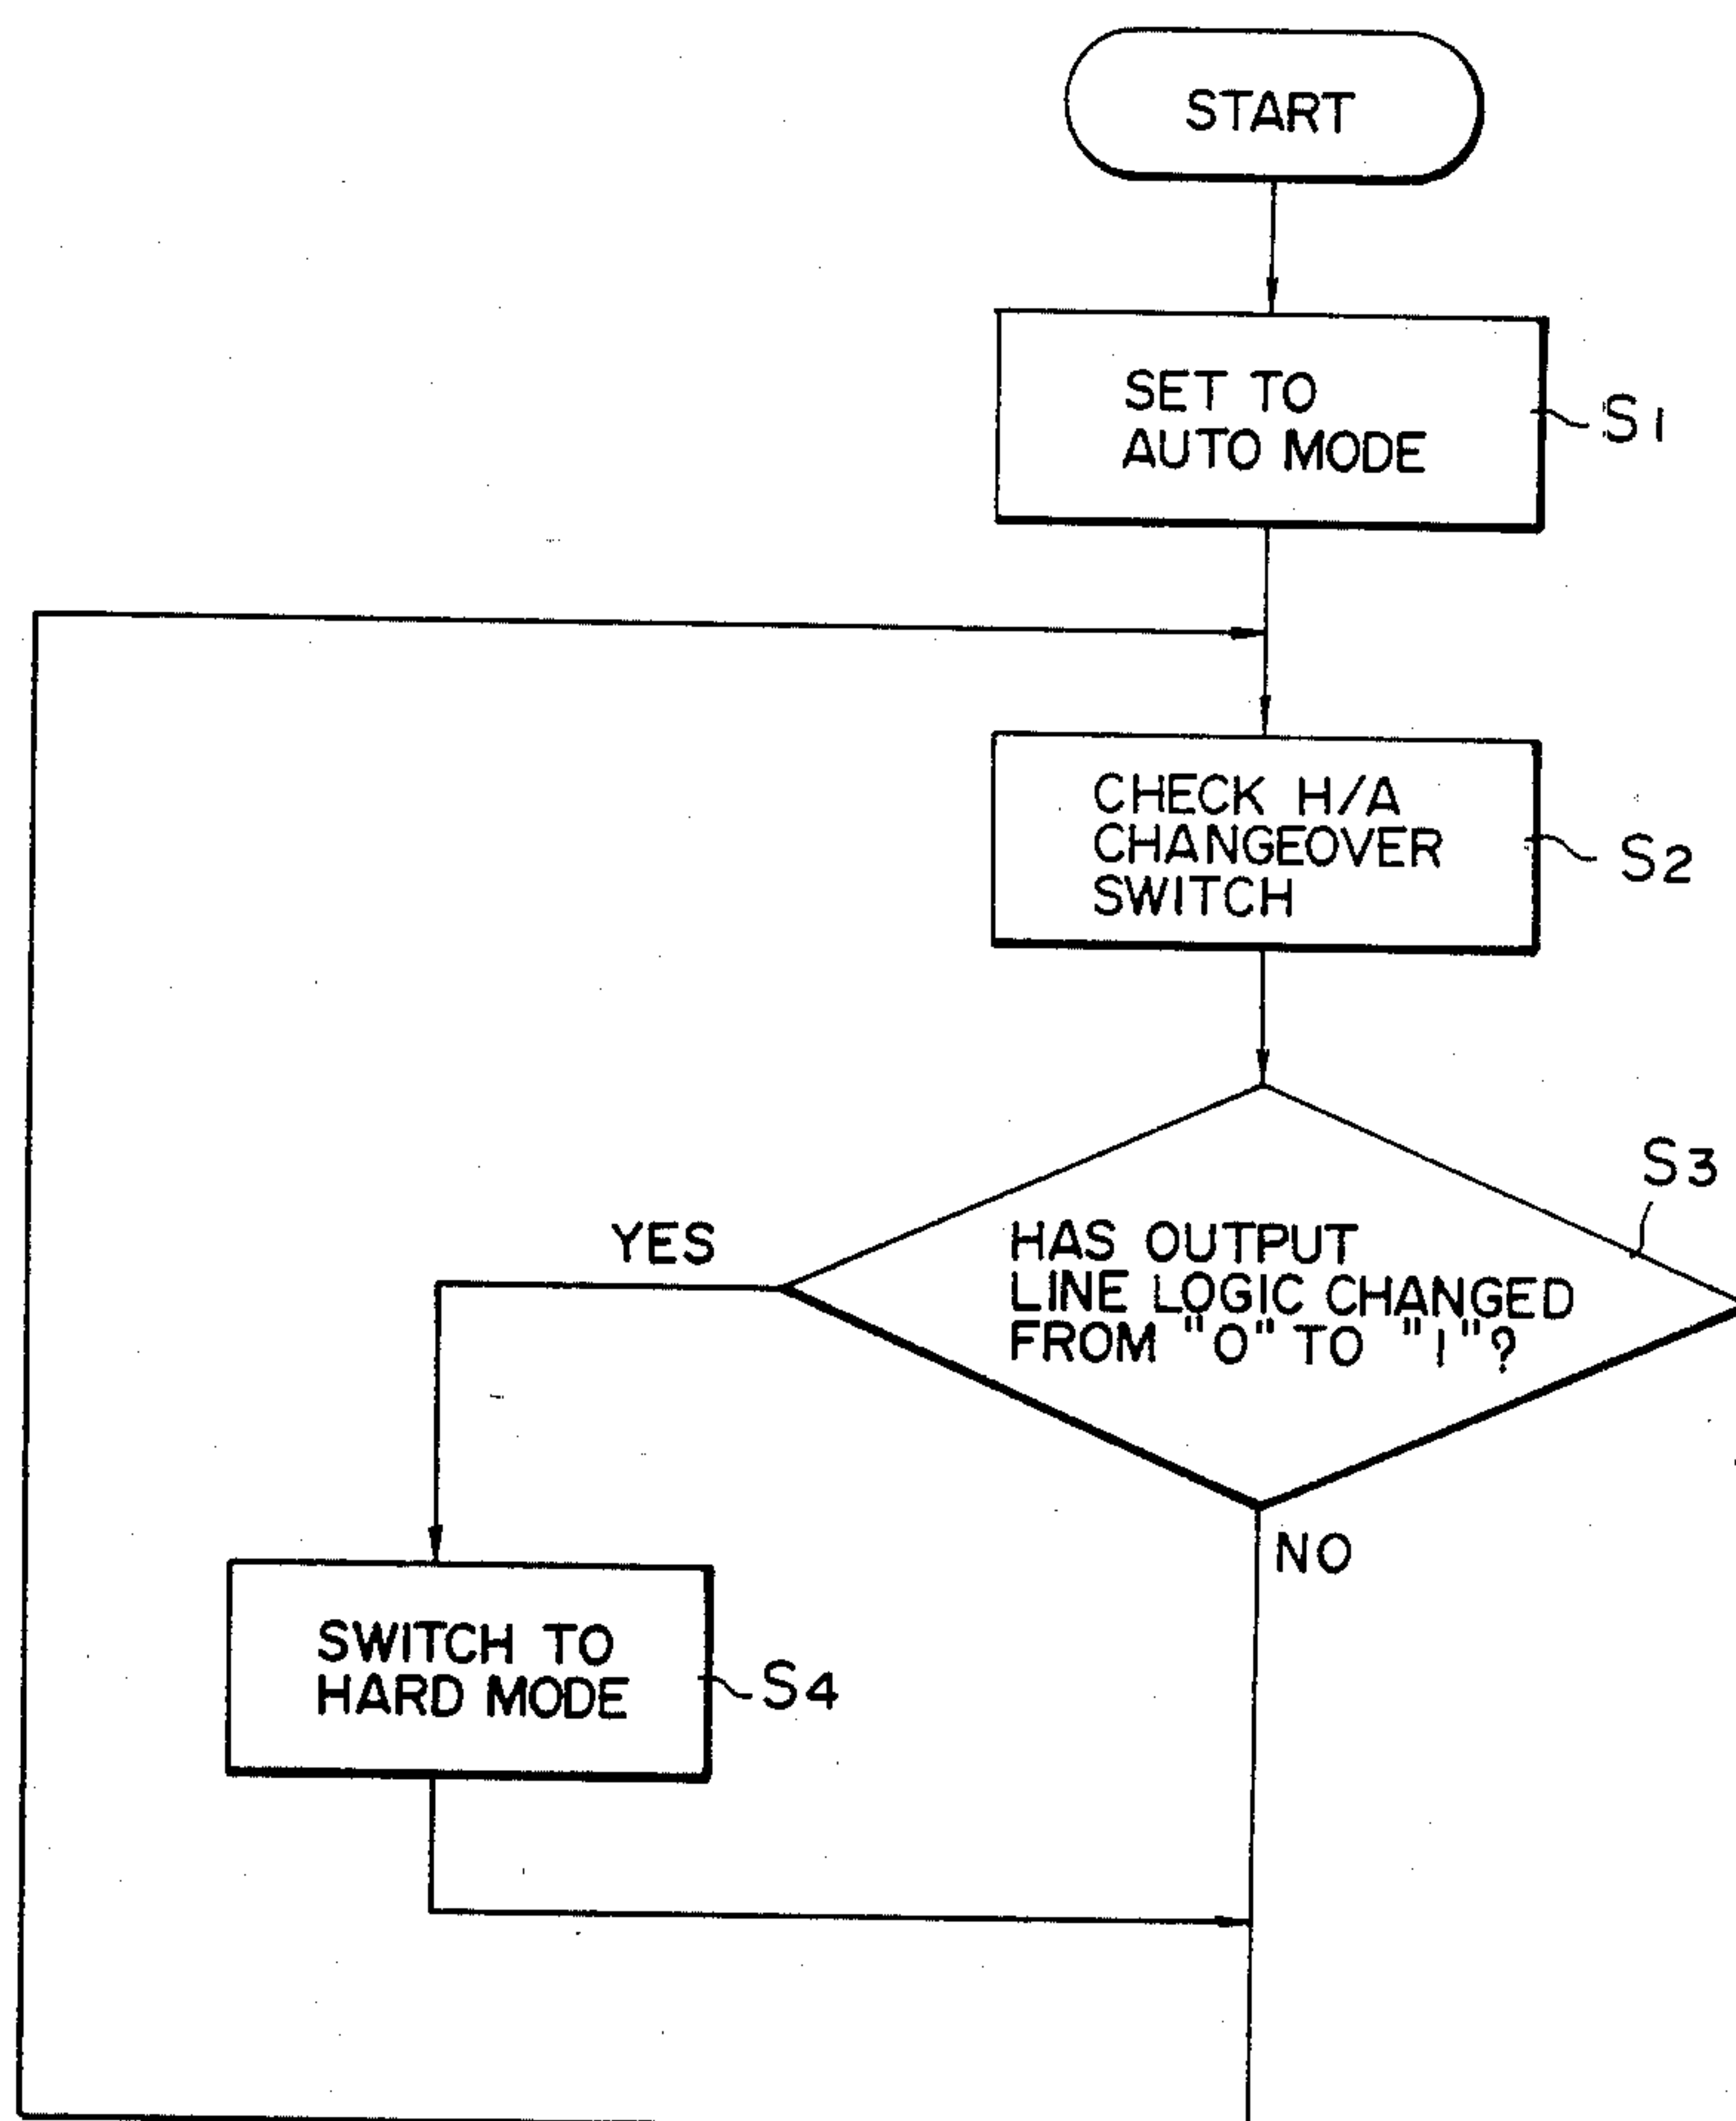 START
SET TO
AUTO MODE
S1
CHECK H/A
CHANGEOVER
SWITCH
S2
S3
YES
HAS OUTPUT
LINE LOGIC CHANGED
FROM "0" TO "1"?
NO
SWITCH TO
HARD MODE
S4